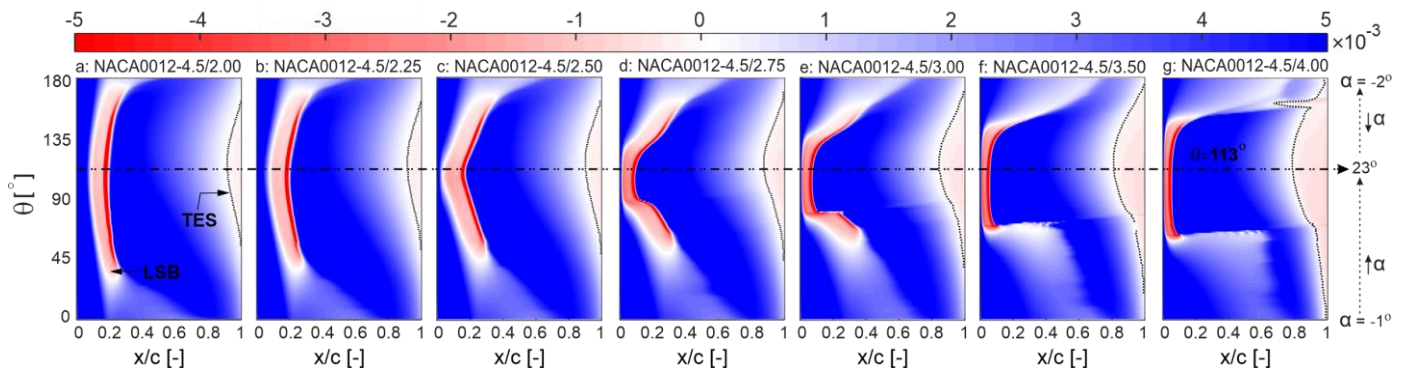 -5 -4 -3 -2 -1 0 1 2 3 4 5
×10⁻³
a: NACA0012-4.5/2.00 b: NACA0012-4.5/2.25 c: NACA0012-4.5/2.50 d: NACA0012-4.5/2.75 e: NACA0012-4.5/3.00 f: NACA0012-4.5/3.50 g: NACA0012-4.5/4.00
180
135
90
45
0
θ [°]
TES
LSB
θ=113°
α = -2°
↓α
23°
↑α
α = -1°
0 0.2 0.4 0.6 0.8 1 0 0.2 0.4 0.6 0.8 1 0 0.2 0.4 0.6 0.8 1 0 0.2 0.4 0.6 0.8 1 0 0.2 0.4 0.6 0.8 1 0 0.2 0.4 0.6 0.8 1 0 0.2 0.4 0.6 0.8 1
x/c [-] x/c [-] x/c [-] x/c [-] x/c [-] x/c [-] x/c [-]